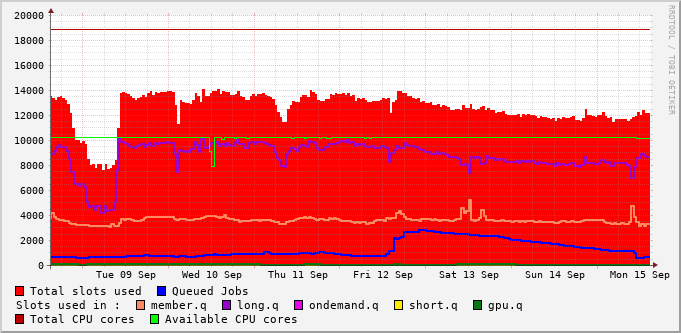 20000
18000
16000
14000
12000
10000
8000
6000
4000
2000
0
Tue 09 Sep Wed 10 Sep Thu 11 Sep Fri 12 Sep Sat 13 Sep Sun 14 Sep Mon 15 Sep
RRDTOOL / TOBI OETIKER
Total slots used Queued Jobs
Slots used in : member.q long.q ondemand.q short.q gpu.q
Total CPU cores Available CPU cores